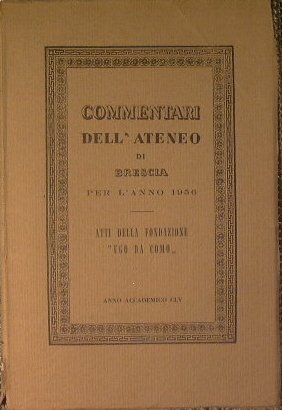 COMMENTARI
DELL'ATENEO
DI
BRESCIA
PER L'ANNO 1956
ATTI DELLA FONDAZIONE
"UGO DA COMO„
ANNO ACCADEMICO CLV